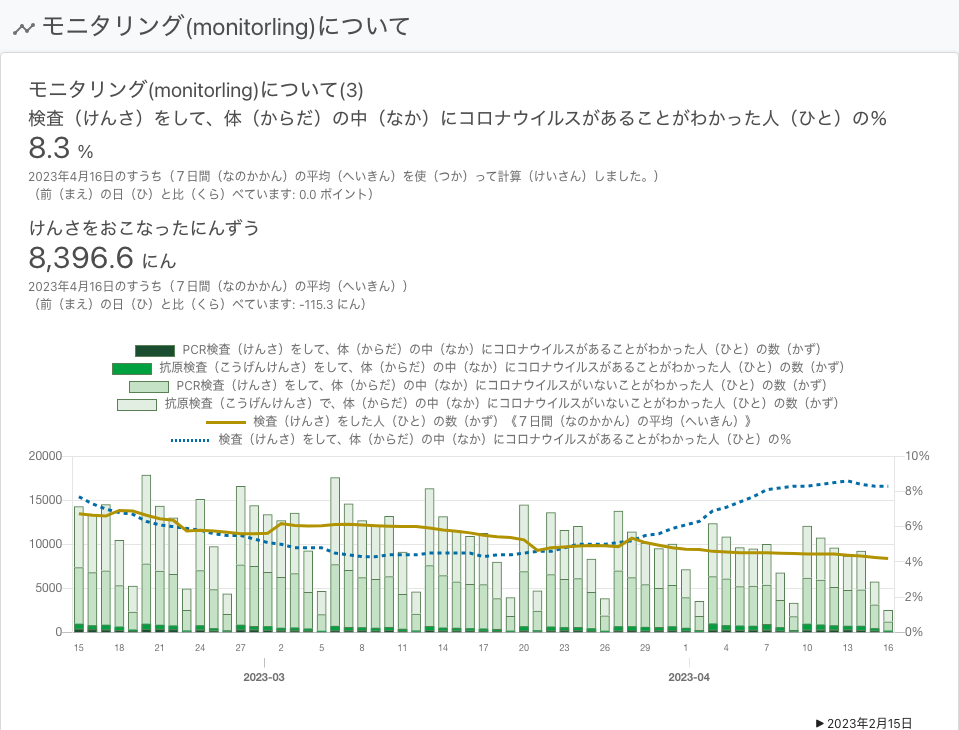 モニタリング(monitorling)について
モニタリング(monitorling)について(3)
検査（けんさ）をして、体（からだ）の中（なか）にコロナウイルスがあることがわかった人（ひと）の%
8.3 %
2023年4月16日のすうち（７日間（なのかかん）の平均（へいきん）を使（つか）って計算（けいさん）しました。）
（前（まえ）の日（ひ）と比（くら）べています: 0.0 ポイント）
けんさをおこなったにんずう
8,396.6 にん
2023年4月16日のすうち（７日間（なのかかん）の平均（へいきん））
（前（まえ）の日（ひ）と比（くら）べています: -115.3 にん）
PCR検査（けんさ）をして、体（からだ）の中（なか）にコロナウイルスがあることがわかった人（ひと）の数（かず）
抗原検査（こうげんけんさ）をして、体（からだ）の中（なか）にコロナウイルスがあることがわかった人（ひと）の数（かず）
PCR検査（けんさ）をして、体（からだ）の中（なか）にコロナウイルスがいないことがわかった人（ひと）の数（かず）
抗原検査（こうげんけんさ）で、体（からだ）の中（なか）にコロナウイルスがいないことがわかった人（ひと）の数（かず）
検査（けんさ）をした人（ひと）の数（かず）《７日間（なのかかん）の平均（へいきん）》
検査（けんさ）をして、体（からだ）の中（なか）にコロナウイルスがあることがわかった人（ひと）の%
20000 10%
15000 8%
10000 6%
5000 4%
0 2%
0%
15 18 21 24 27 2 5 8 11 14 17 20 23 26 29 1 4 7 10 13 16
2023-03 2023-04
▶2023年2月15日